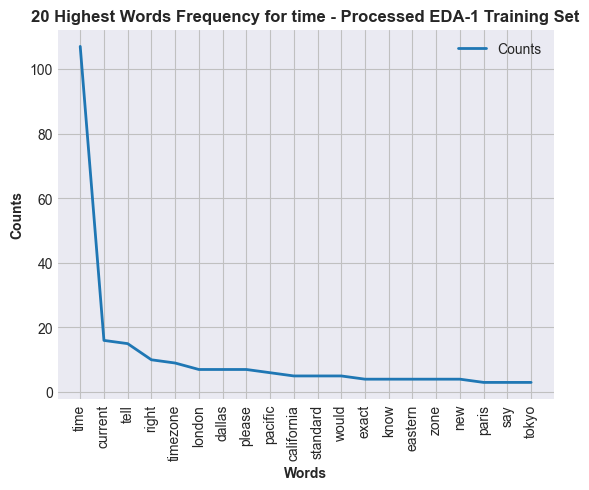 20 Highest Words Frequency for time - Processed EDA-1 Training Set
Counts
100
80
60
40
20
0
Counts
time
current
tell
right
timezone
london
dallas
please
pacific
california
standard
would
exact
know
eastern
zone
new
paris
say
tokyo
Words